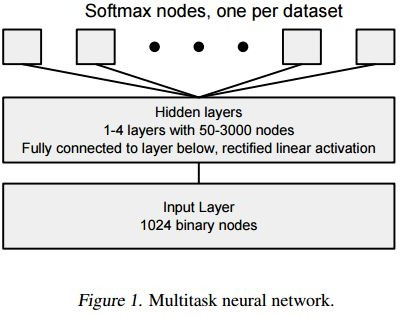 Softmax nodes, one per dataset
Hidden layers
1-4 layers with 50-3000 nodes
Fully connected to layer below, rectified linear activation
Input Layer
1024 binary nodes
Figure 1. Multitask neural network.